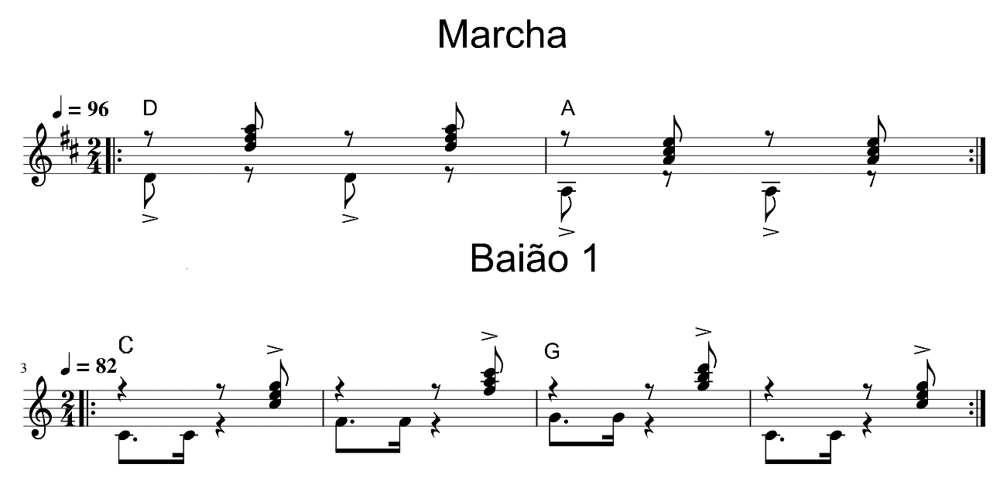 Marcha
♩ = 96 D A
2
4
Baião 1
3 ♩ = 82 C G
2
4